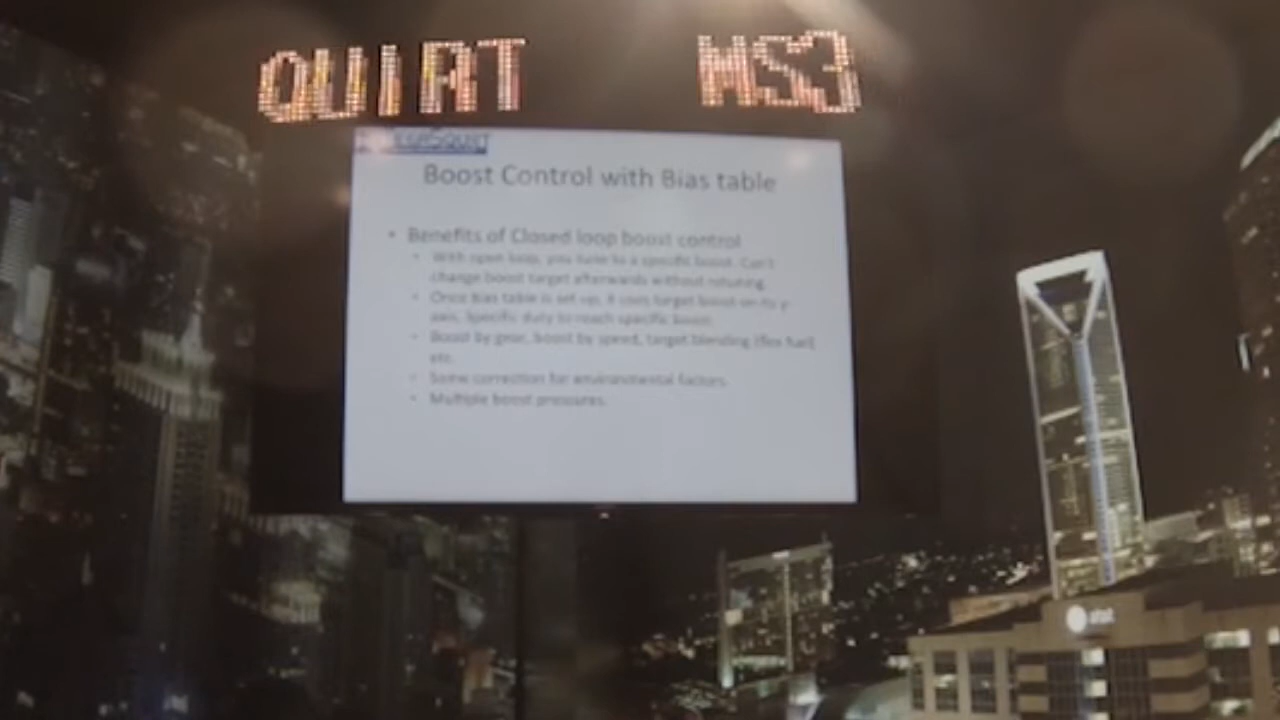 QUIRT MS3
Boost Control with Bias table
• Benefits of Closed loop boost control
• With open loop, you tune to a specific boost. Can't
change boost target afterwards without retuning.
• Once Bias table is set up, it uses target boost on its y
axis. Specific duty to reach specific boost.
• Boost by gear, boost by speed, target blending (flex fuel)
etc.
• Some correction for environmental factors.
• Multiple boost pressures.
at&t